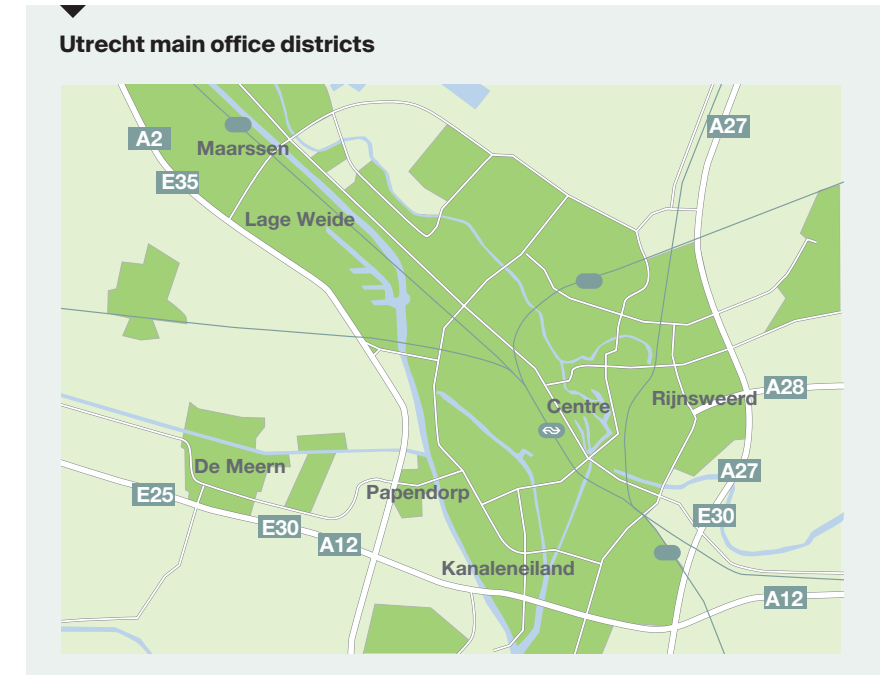 Utrecht main office districts
A27
A2
Maarssen
E35
Lage Weide
A28
Rijnsweerd
Centre
De Meern
A27
Papendorp
E25
E30
E30
A12
Kanaleneiland
A12